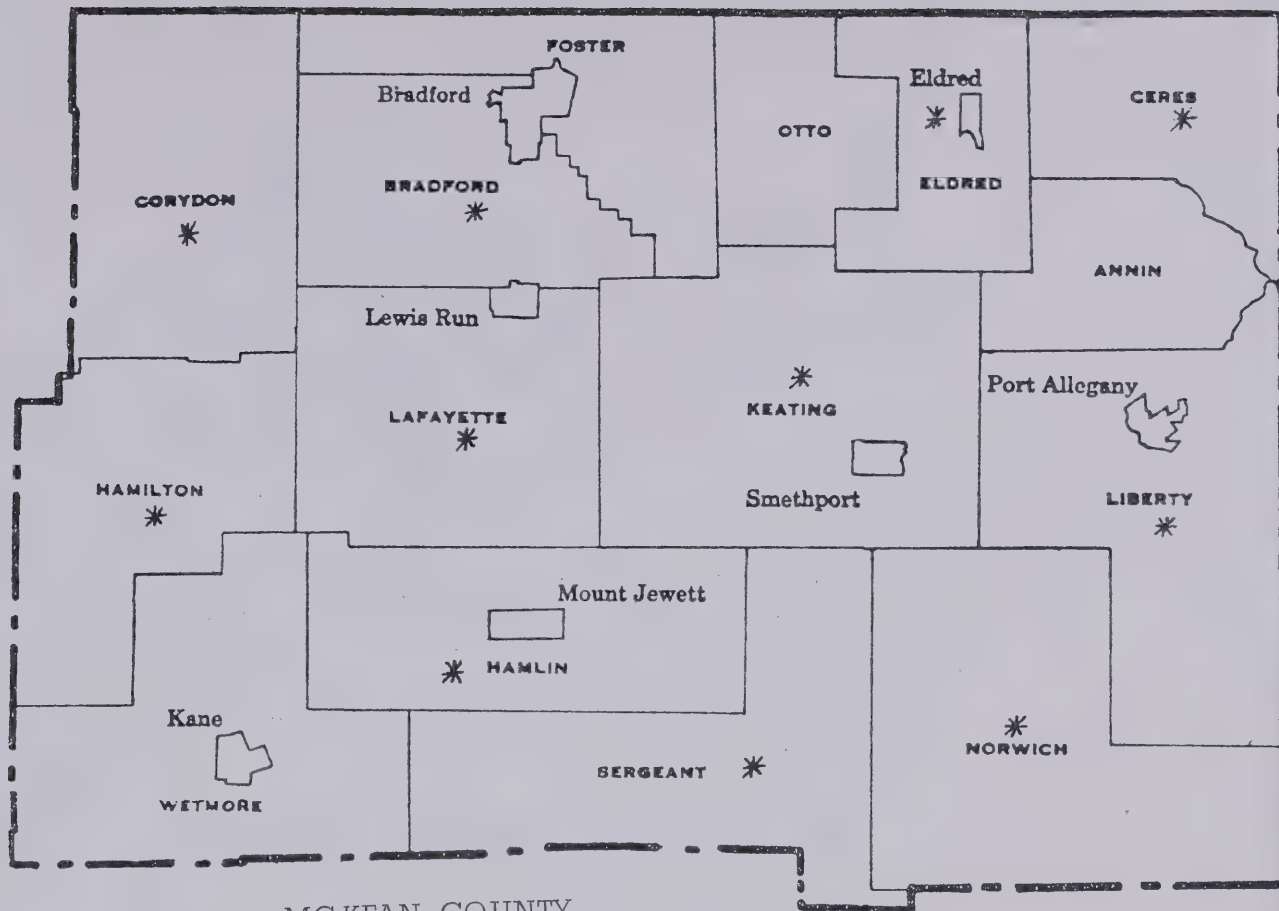 FOSTER
Bradford
Eldred
CERES
OTTO
BRADFORD
ELDRED
CORYDON
ANNIN
Lewis Run
Port Allegany
LAFAYETTE
KEATING
HAMILTON
Smethport
LIBERTY
Mount Jewett
HAMLIN
Kane
NORWICH
SERGEANT
WETMORE
MCKEAN COUNTY